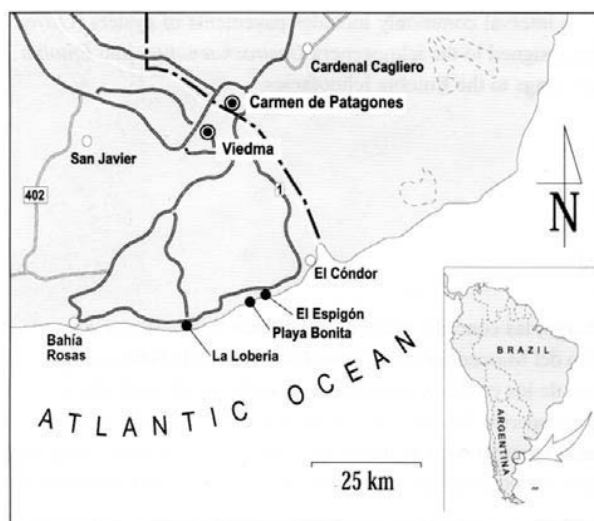 Cardenal Cagliero
Carmen de Patagones
Viedma
San Javier
402
1
N
El Cóndor
El Espigón
Playa Bonita
La Loberia
Bahía
Rosas
ATLANTIC OCEAN
25 km
BRAZIL
ARGENTINA